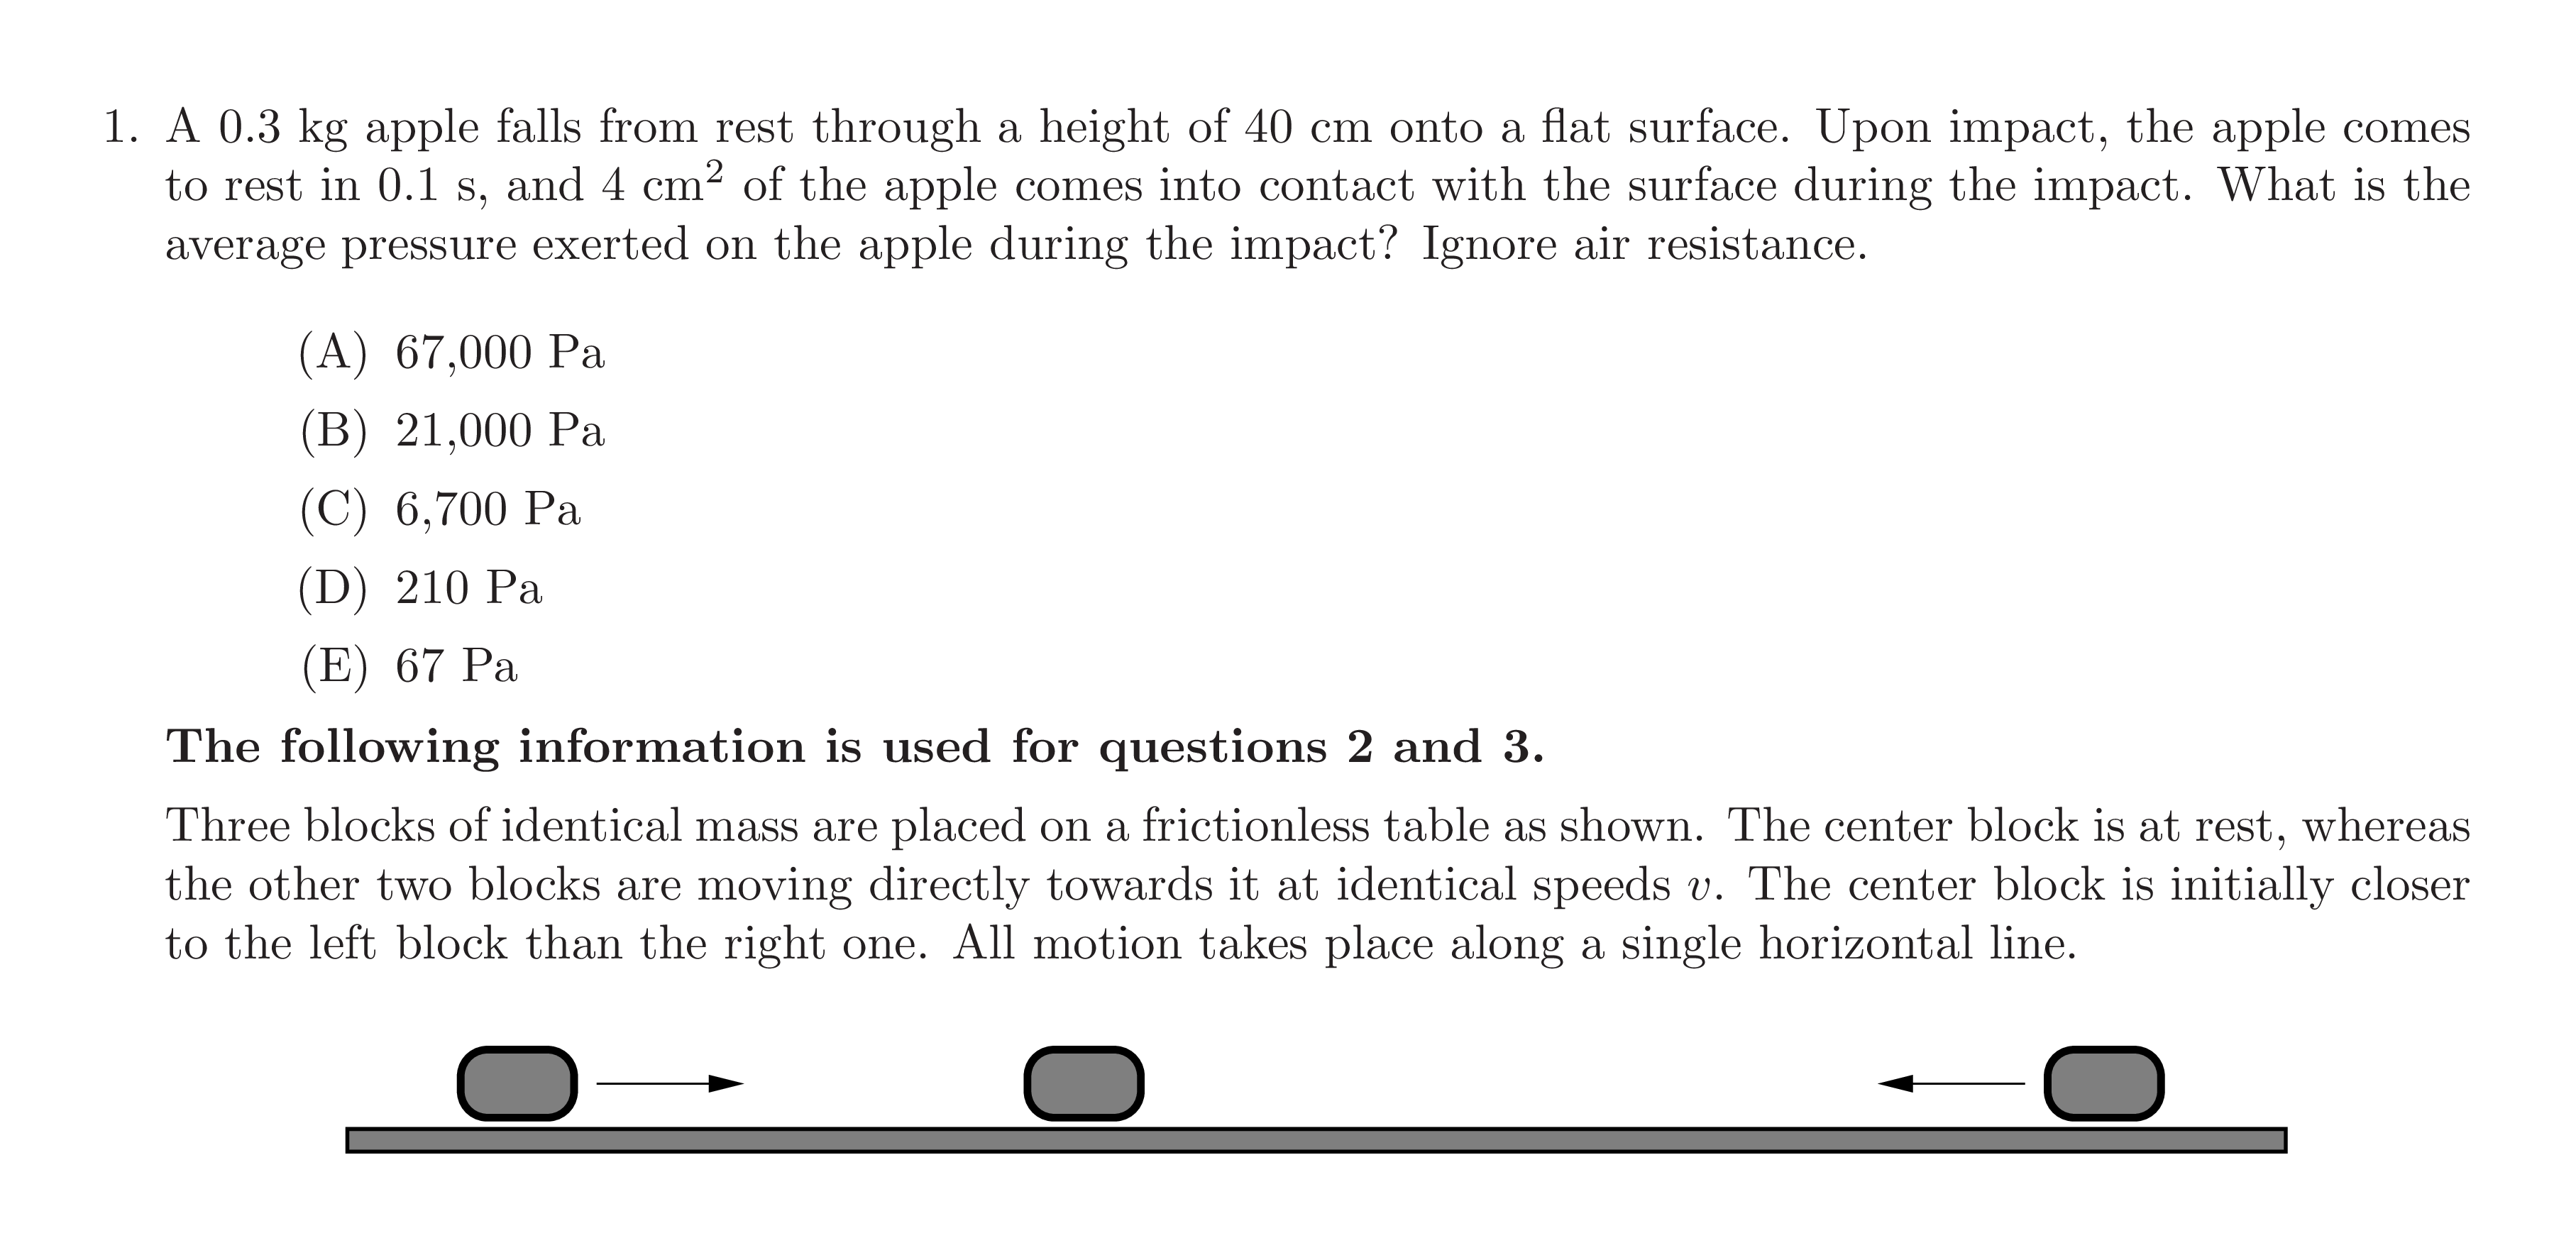 1. A 0.3 kg apple falls from rest through a height of 40 cm onto a flat surface. Upon impact, the apple comes
to rest in 0.1 s, and 4 cm² of the apple comes into contact with the surface during the impact. What is the
average pressure exerted on the apple during the impact? Ignore air resistance.
(A) 67,000 Pa
(B) 21,000 Pa
(C) 6,700 Pa
(D) 210 Pa
(E) 67 Pa
The following information is used for questions 2 and 3.
Three blocks of identical mass are placed on a frictionless table as shown. The center block is at rest, whereas
the other two blocks are moving directly towards it at identical speeds v. The center block is initially closer
to the left block than the right one. All motion takes place along a single horizontal line.